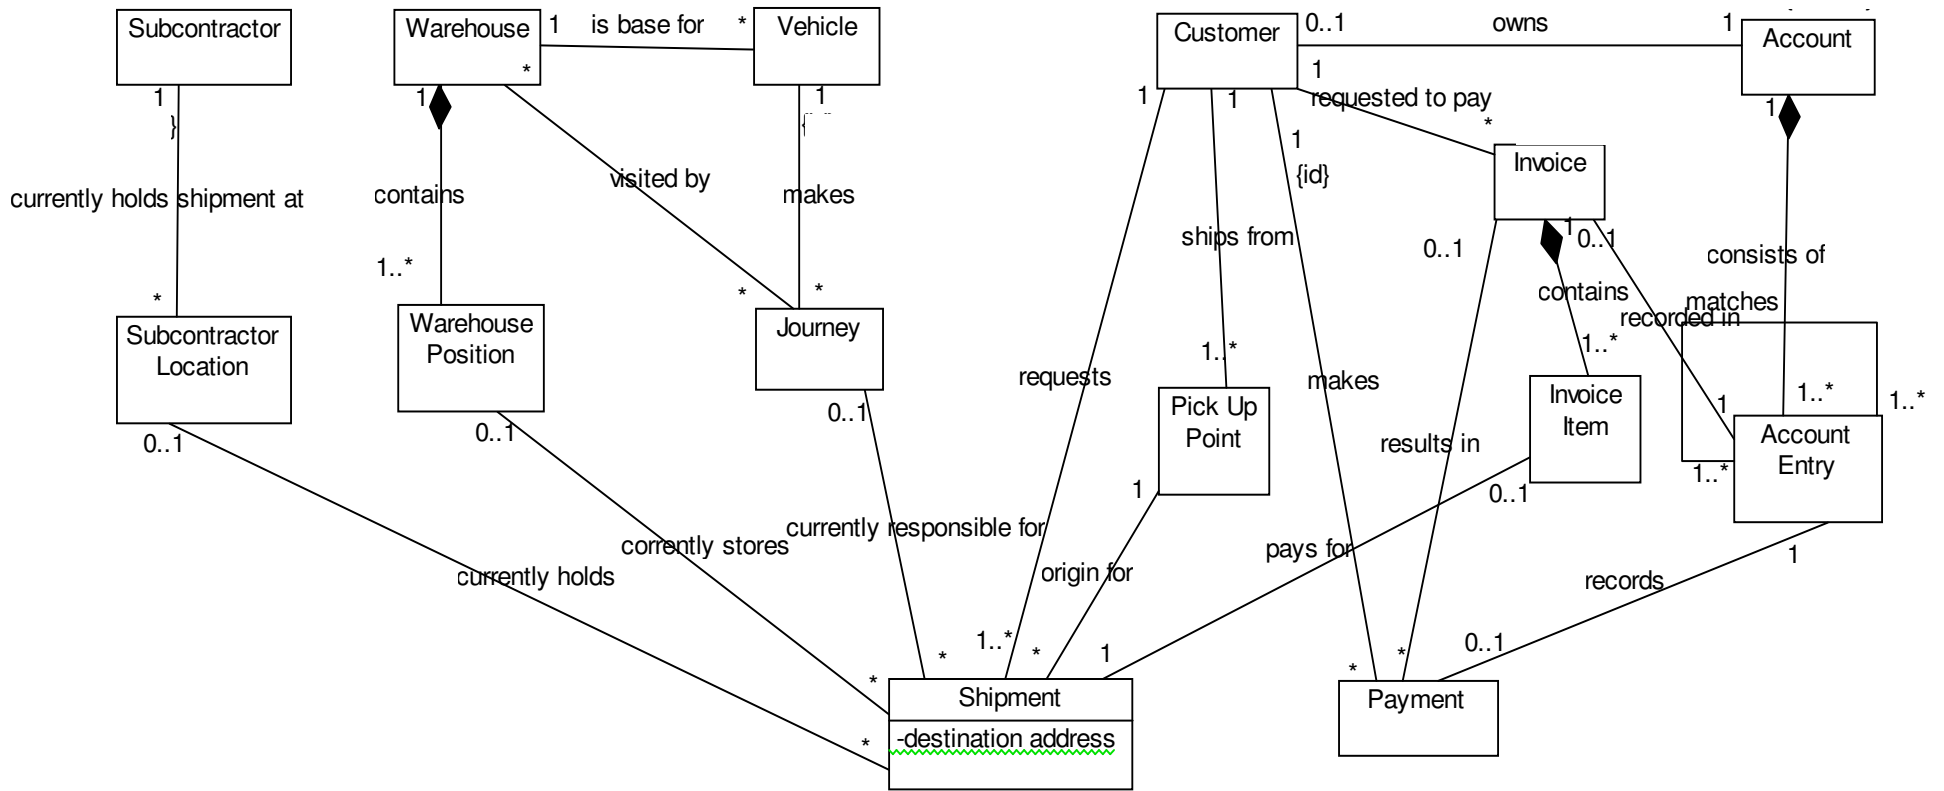 Subcontractor
Warehouse
1
is base for
*
Vehicle
Customer
0..1
owns
1
Account
*
1
}
1
1
1
1
1
requested to pay
*
1
{id}
1
Invoice
currently holds shipment at
contains
visited by
makes
ships from
0..1
1
0..1
consists of
*
1..*
*
*
contains
matches
recorded in
Subcontractor
Location
Warehouse
Position
Journey
1..*
1..*
requests
makes
Pick Up
Point
Invoice
Item
1
1..*
1..*
Account
Entry
0..1
0..1
0..1
results in
1..*
1
0..1
currently responsible for
corrently stores
currently holds
origin for
pays for
1
records
*
*
1..*
*
1
*
*
0..1
Shipment
-destination address
*
Payment